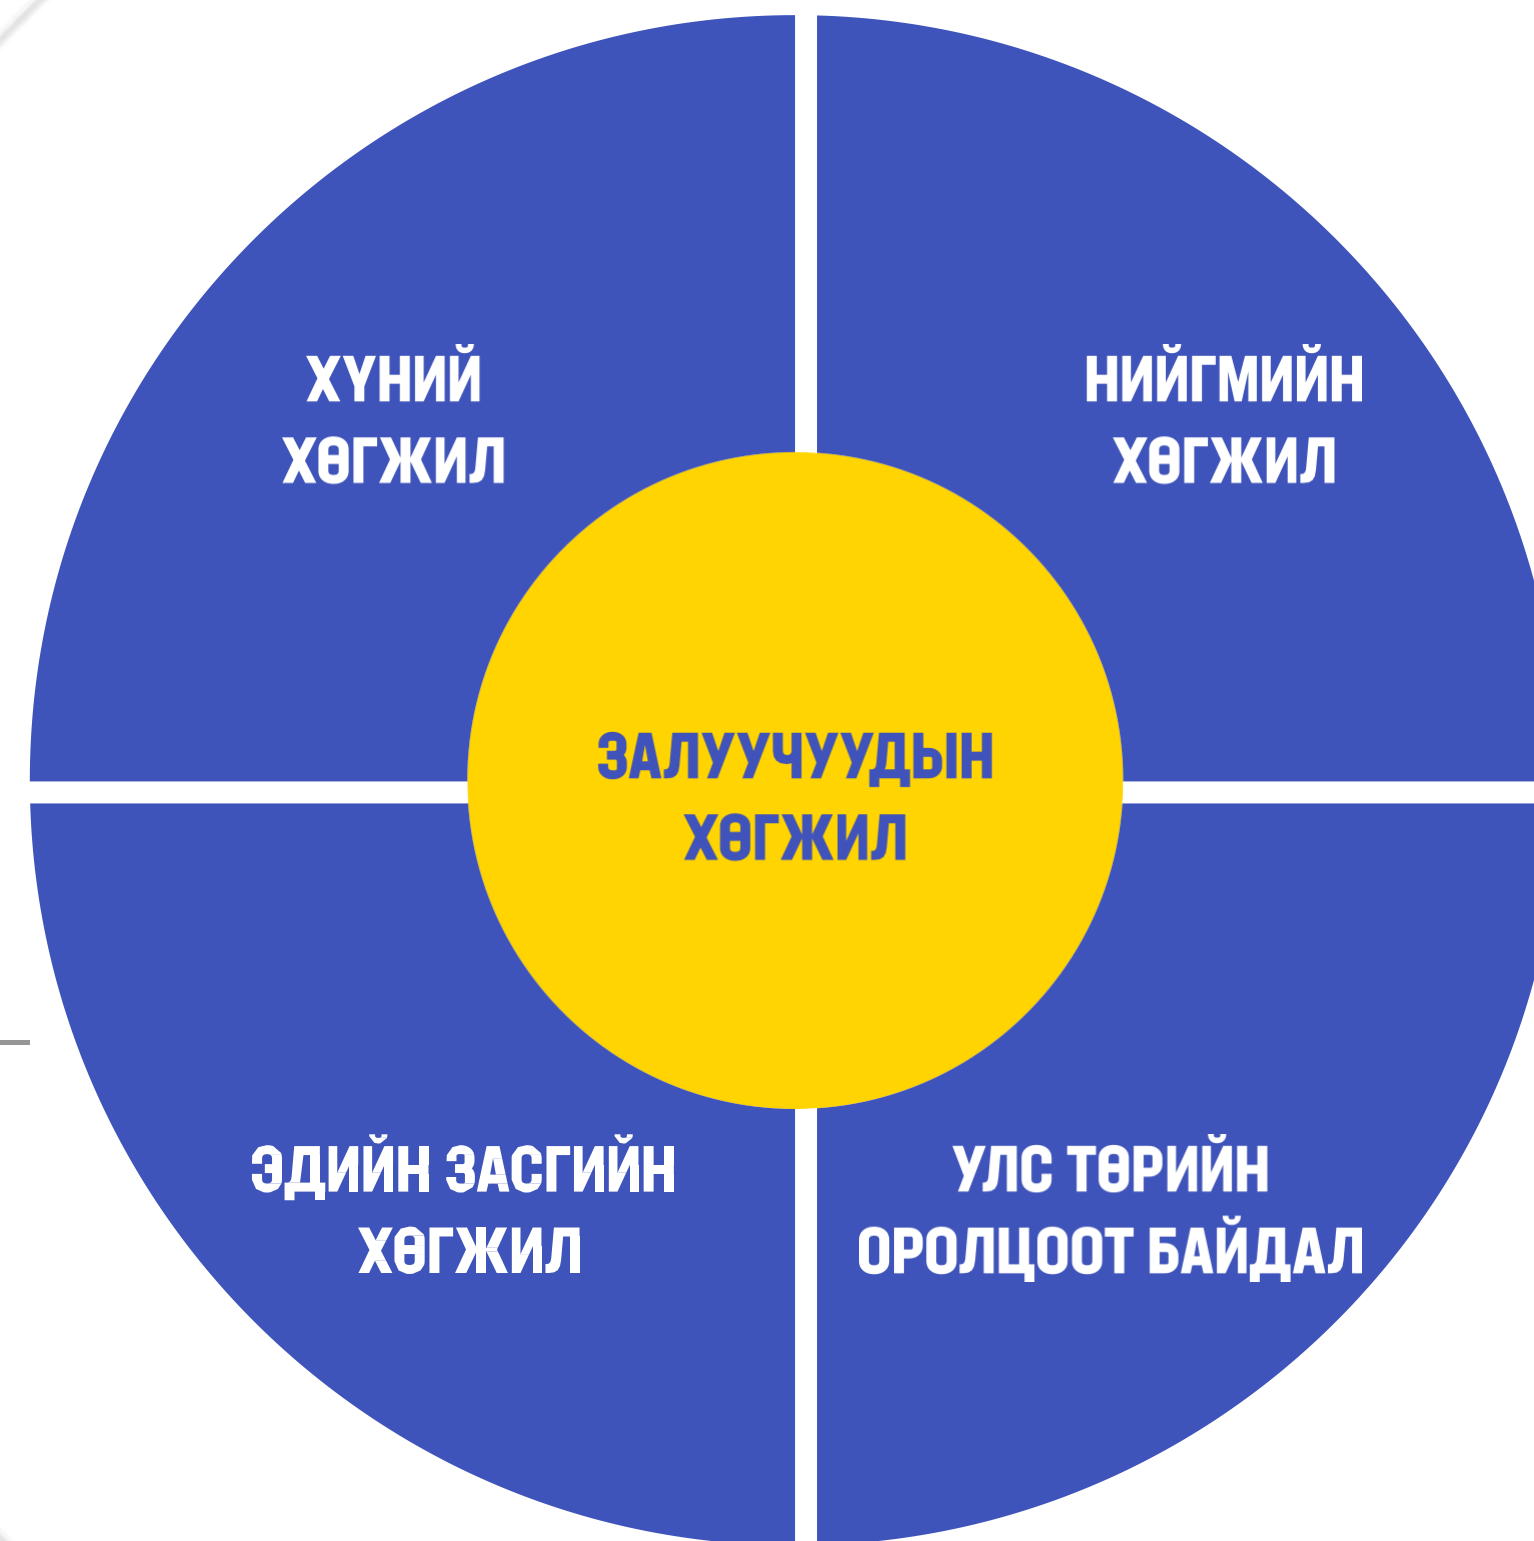 ХҮНИЙ
ХӨГЖИЛ
НИЙГМИЙН
ХӨГЖИЛ
ЗАЛУУЧУУДЫН
ХӨГЖИЛ
ЭДИЙН ЗАСГИЙН
ХӨГЖИЛ
УЛС ТӨРИЙН
ОРОЛЦООТ БАЙДАЛ